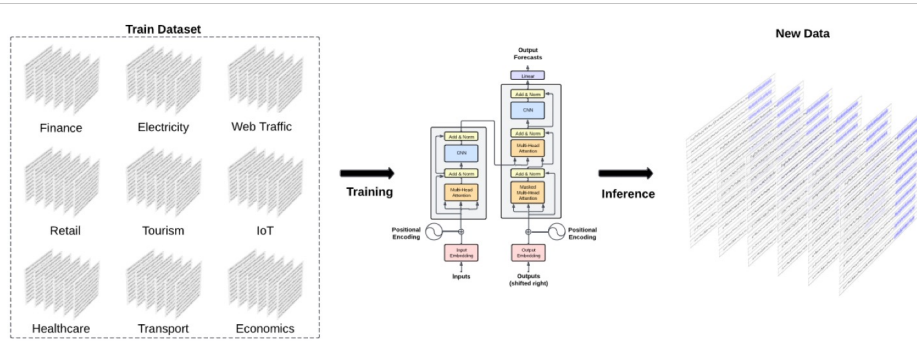 Train Dataset
Finance
Electricity
Web Traffic
Retail
Tourism
IoT
Healthcare
Transport
Economics
Training
Output
Forecasts
Linear
Add & Norm
CNN
Add & Norm
Multi-Head
Attention
Add & Norm
Masked
Multi-Head
Attention
Add & Norm
CNN
Add & Norm
Multi-Head
Attention
Positional
Encoding
Positional
Encoding
Input
Embedding
Output
Embedding
Inputs
Outputs
(shifted right)
Inference
New Data